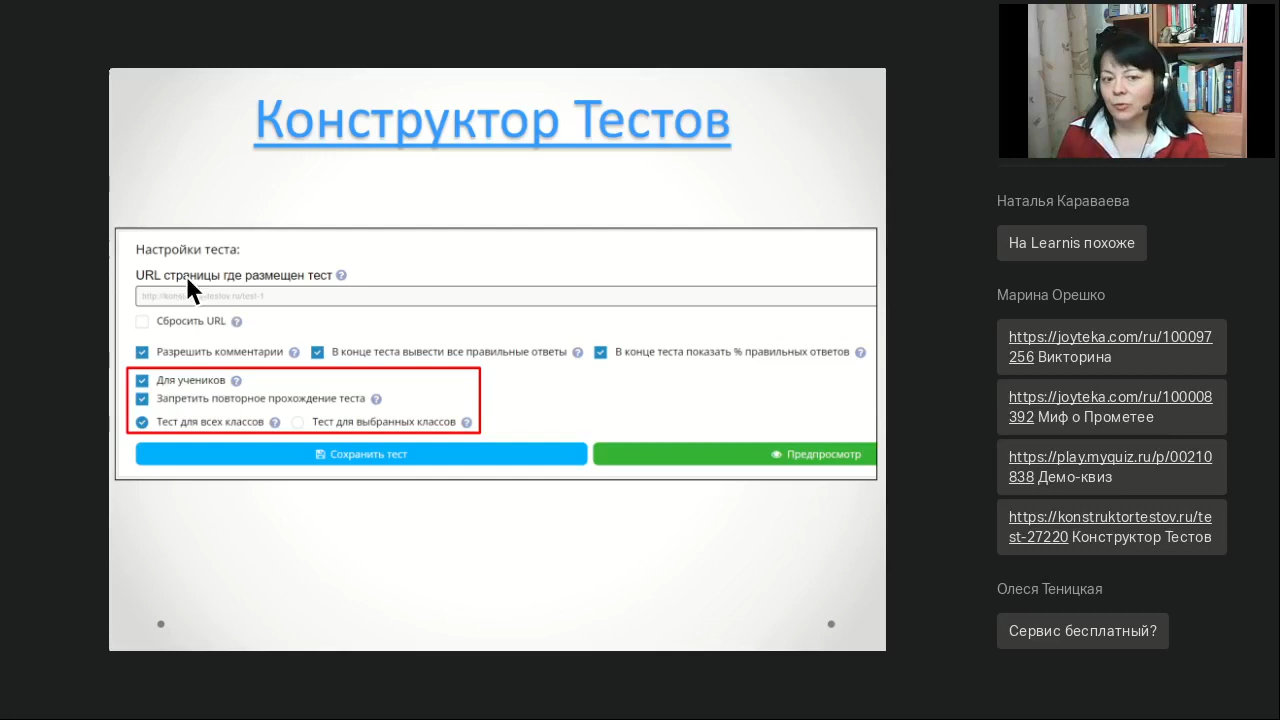 Конструктор Тестов
Настройки теста:
URL страницы где размещен тест
Сбросить URL
Разрешить комментарии В конце теста вывести все правильные ответы В конце теста показать % правильных ответов
Для учеников
Запретить повторное прохождение теста
Тест для всех классов Тест для выбранных классов
Сохранить тест Предпросмотр
Наталья Караваева
На Learnis похоже
Марина Орешко
https://joyteka.com/ru/100097
256 Викторина
https://joyteka.com/ru/100008
392 Миф о Прометее
https://play.myquiz.ru/p/00210
838 Демо-квиз
https://konstruktortestov.ru/te
st-27220 Конструктор Тестов
Олеся Теницкая
Сервис бесплатный?